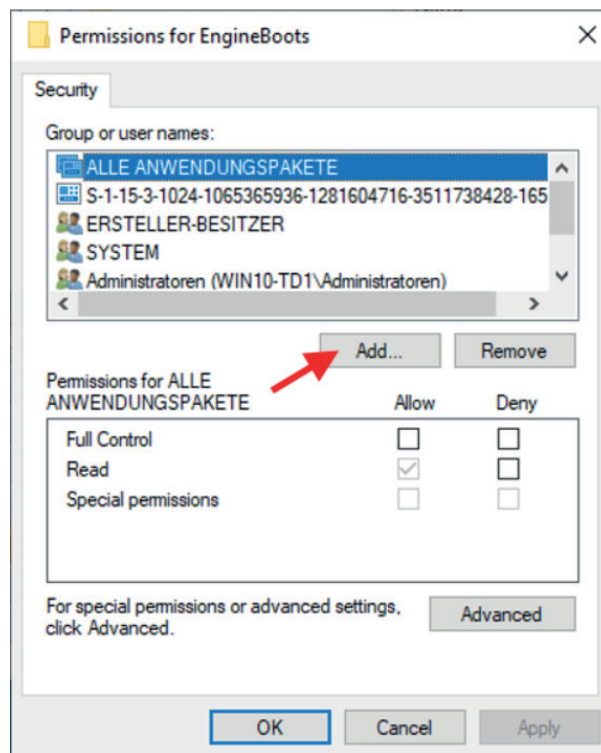 Permissions for EngineBoots
Security
Group or user names:
ALLE ANWENDUNGSPAKETE
S-1-15-3-1024-1065365936-1281604716-3511738428-165
ERSTELLER-BESITZER
SYSTEM
Administratoren (WIN10-TD1\Administratoren)
Add...
Remove
Permissions for ALLE
ANWENDUNGSPAKETE
Allow
Deny
Full Control
Read
Special permissions
For special permissions or advanced settings,
click Advanced.
Advanced
OK
Cancel
Apply